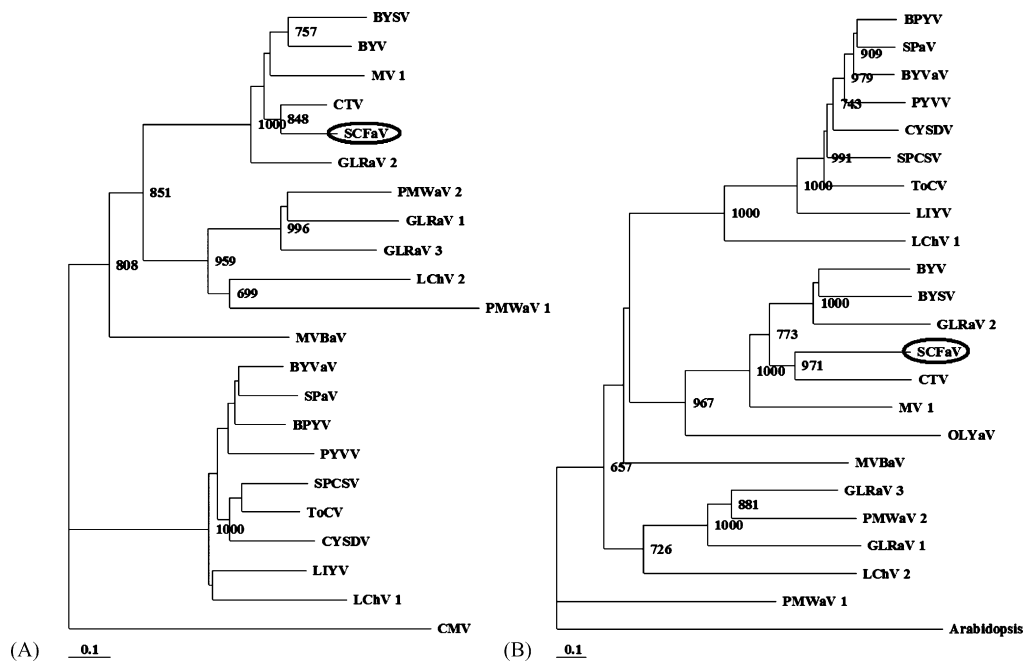 BYSV
757
BYV
MV 1
CTV
1000 848
SCFaV
GLRaV 2
851
PMWaV 2
GLRaV 1
996
GLRaV 3
808
959
LChV 2
699
PMWaV 1
MVBaV
BYVaV
SPaV
BPYV
PYVV
SPCSV
ToCV
1000
CYSDV
LIYV
LChV 1
CMV
(A)
0.1
BPYV
SPaV
909
BYVaV
979
PYVV
743
CYSDV
SPCSV
991
ToCV
1000
LIYV
1000
LChV 1
BYV
BYSV
1000
GLRaV 2
773
SCFaV
971
1000
CTV
967
MV 1
OLYaV
MVBaV
657
GLRaV 3
881
PMWaV 2
1000
GLRaV 1
726
LChV 2
PMWaV 1
Arabidopsis
(B)
0.1